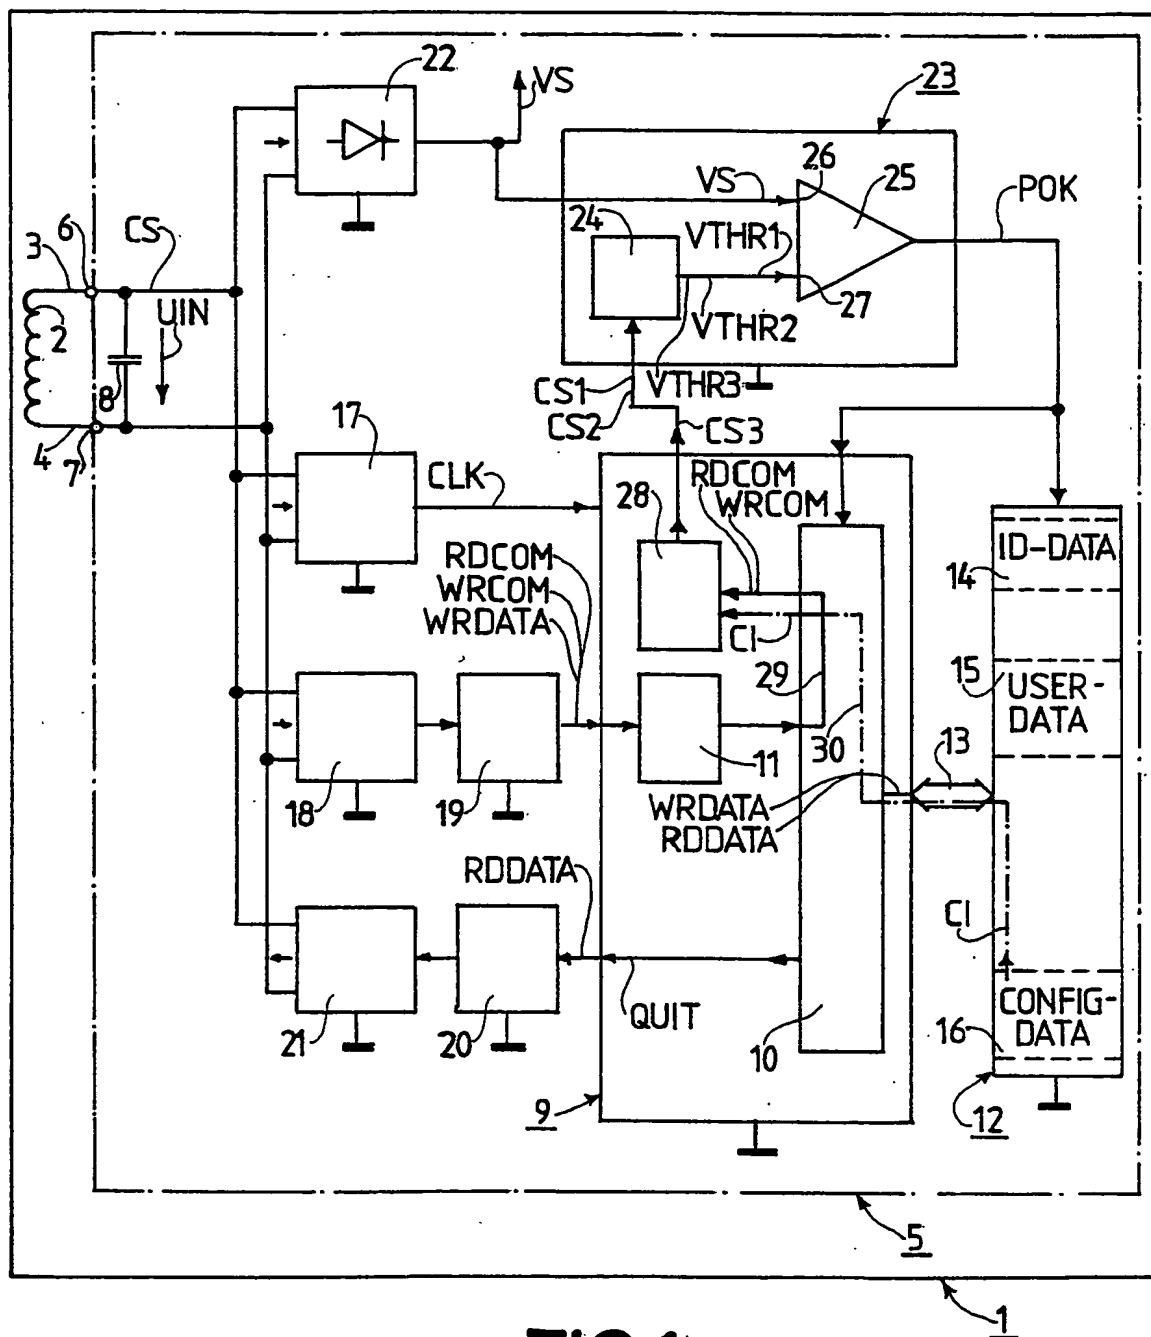 22
VS
23
VS
26
25
POK
24
VTHR1
3
6
CS
27
UIN
2
VTHR2
8
VTHR3
CS1
CS2
CS3
4
7
17
CLK
RDCOM
WRCOM
28
ID-DATA
14
RDCOM
WRCOM
WRDATA
CI
29
15
USER-
DATA
30
13
18
19
11
WRDATA
RDDATA
RDDATA
CI
QUIT
CONFIG-
DATA
16
21
20
10
9
12
5
1